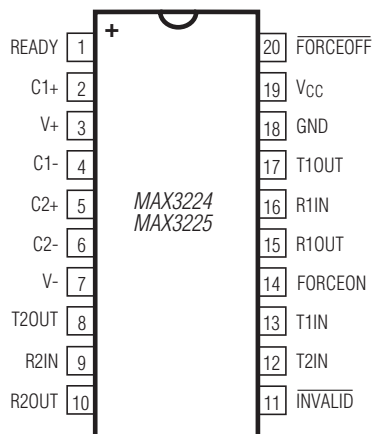 READY 1 + 20 FORCEOFF
C1+ 2 19 VCC
V+ 3 18 GND
C1- 4 17 T1OUT
C2+ 5 MAX3224 16 R1IN
MAX3225
C2- 6 15 R1OUT
V- 7 14 FORCEON
T2OUT 8 13 T1IN
R2IN 9 12 T2IN
R2OUT 10 11 INVALID